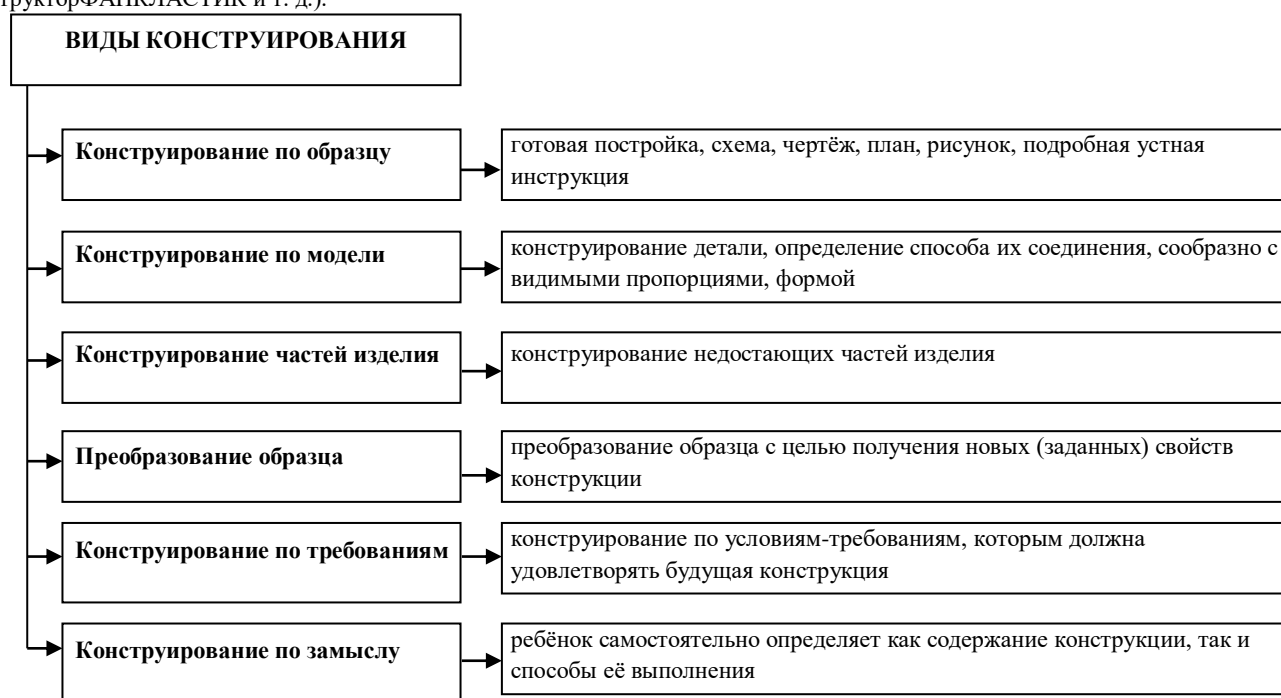 и т. д.).
ВИДЫ КОНСТРУИРОВАНИЯ
Конструирование по образцу
готовая постройка, схема, чертёж, план, рисунок, подробная устная
инструкция
Конструирование по модели
конструирование детали, определение способа их соединения, сообразно с
видимыми пропорциями, формой
Конструирование частей изделия
конструирование недостающих частей изделия
Преобразование образца
преобразование образца с целью получения новых (заданных) свойств
конструкции
Конструирование по требованиям
конструирование по условиям-требованиям, которым должна
удовлетворять будущая конструкция
Конструирование по замыслу
ребёнок самостоятельно определяет как содержание конструкции, так и
способы её выполнения